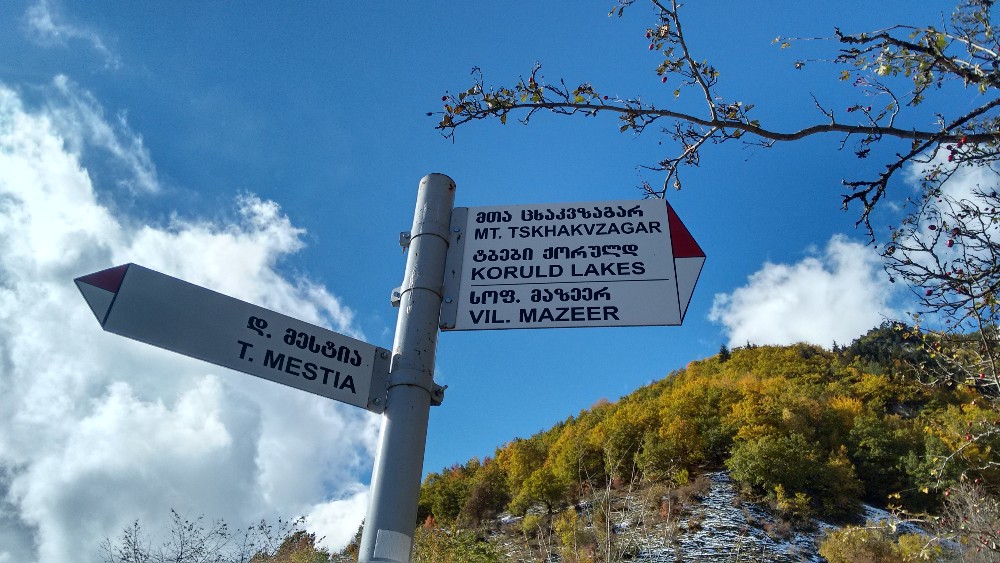 მთა ცხაკვზაგარ
MT. TSKHAKVZAGAR
ტბები ქორულდ
KORULD LAKES
სოფ. მაზეერ
VIL. MAZEER
დ. მესტია
T. MESTIA